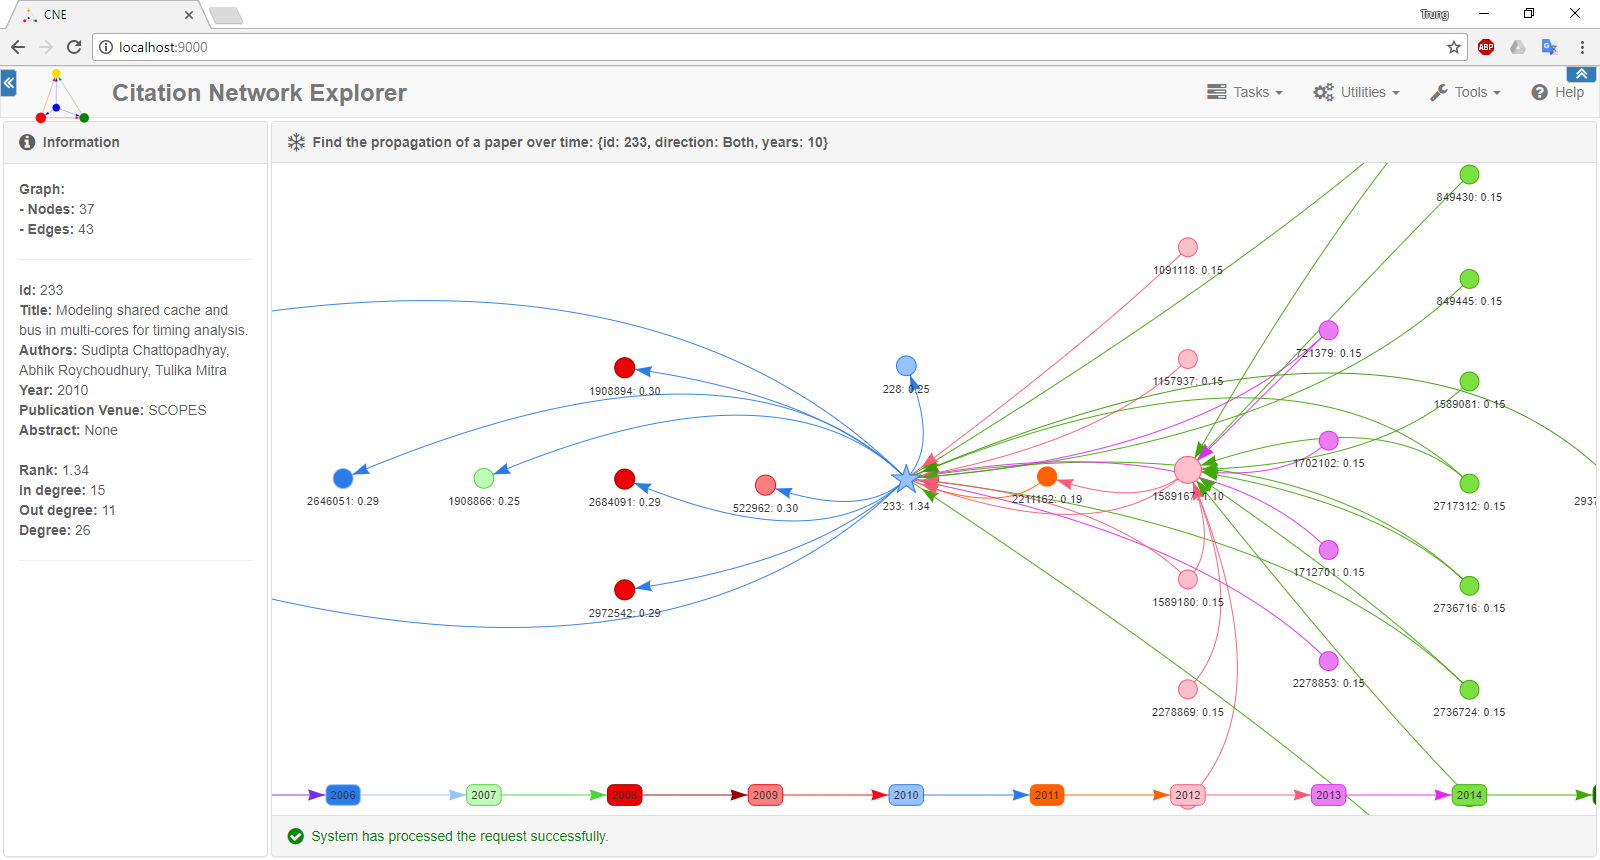 CNE
Trung
localhost:9000
ABP
Citation Network Explorer
Tasks
Utilities
Tools
Help
Information
Find the propagation of a paper over time: {id: 233, direction: Both, years: 10}
Graph:
- Nodes: 37
- Edges: 43
Id: 233
Title: Modeling shared cache and
bus in multi-cores for timing analysis.
Authors: Sudipta Chattopadhyay,
Abhik Roychoudhury, Tulika Mitra
Year: 2010
Publication Venue: SCOPES
Abstract: None
Rank: 1.34
In degree: 15
Out degree: 11
Degree: 26
849430: 0.15
1091118: 0.15
849445: 0.15
721379: 0.15
1157937: 0.15
1908894: 0.30
228: 0.25
1589081: 0.15
1702102: 0.15
2646051: 0.29
1908866: 0.25
2684091: 0.29
522962: 0.30
233: 1.34
2211162: 0.19
1589167: 1.10
2717312: 0.15
2937
1712701: 0.15
2972542: 0.29
1589180: 0.15
2736716: 0.15
2278853: 0.15
2278869: 0.15
2736724: 0.15
2006
2007
2008
2009
2010
2011
2012
2013
2014
System has processed the request successfully.